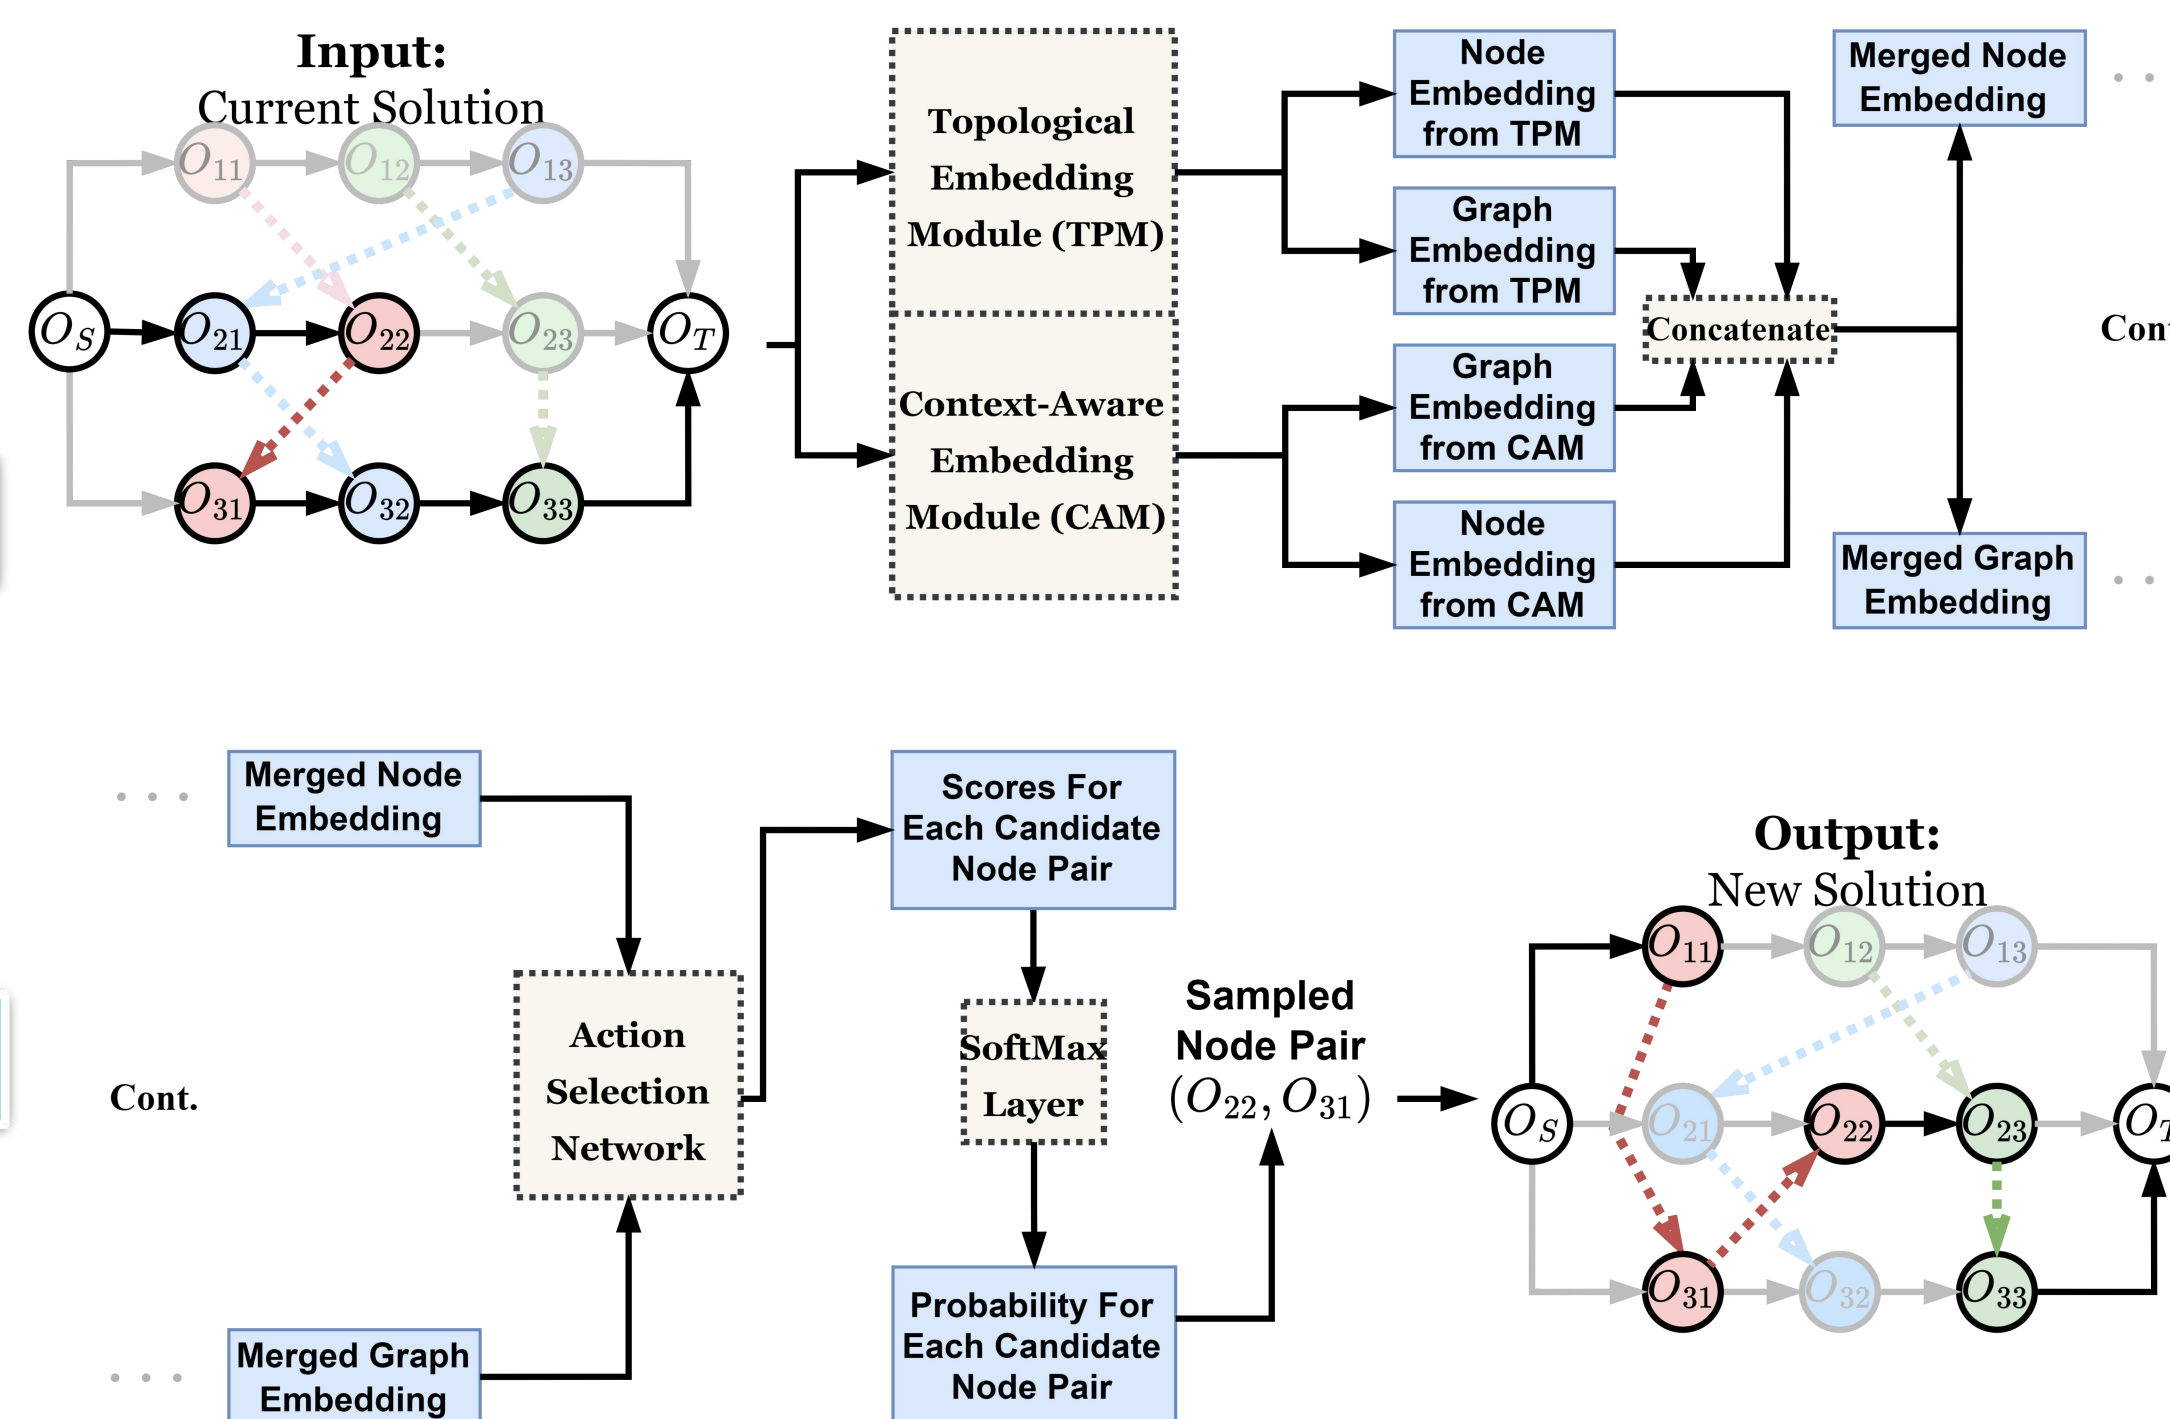 Input:
Current Solution
O11 O12 O13
OS O21 O22 O23 OT
O31 O32 O33
Topological
Embedding
Module (TPM)
Context-Aware
Embedding
Module (CAM)
Node
Embedding
from TPM
Graph
Embedding
from TPM
Graph
Embedding
from CAM
Node
Embedding
from CAM
Concatenate
Merged Node
Embedding
Merged Graph
Embedding
Merged Node
Embedding
Cont.
Merged Graph
Embedding
Action
Selection
Network
Scores For
Each Candidate
Node Pair
SoftMax
Layer
Probability For
Each Candidate
Node Pair
Sampled
Node Pair
(O22, O31)
Output:
New Solution
O11 O12 O13
OS O21 O22 O23 OT
O31 O32 O33